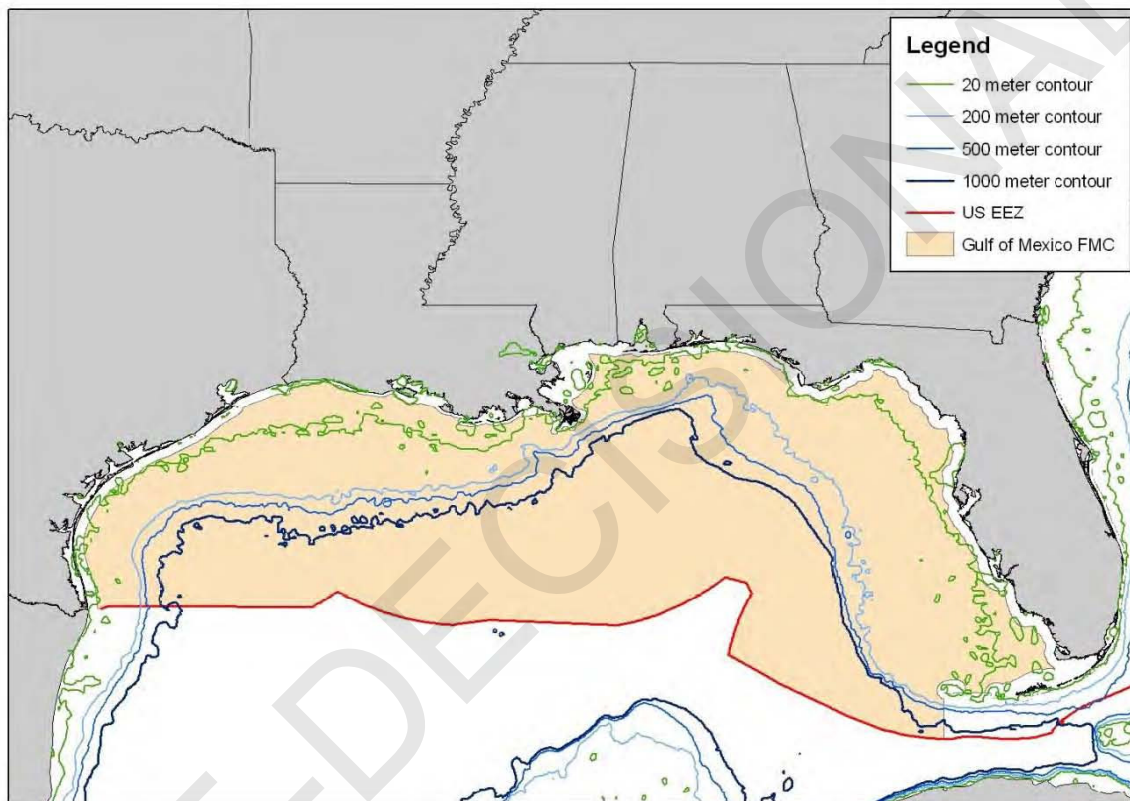 Legend
20 meter contour
200 meter contour
500 meter contour
1000 meter contour
US EEZ
Gulf of Mexico FMC
E-DECISIONAL